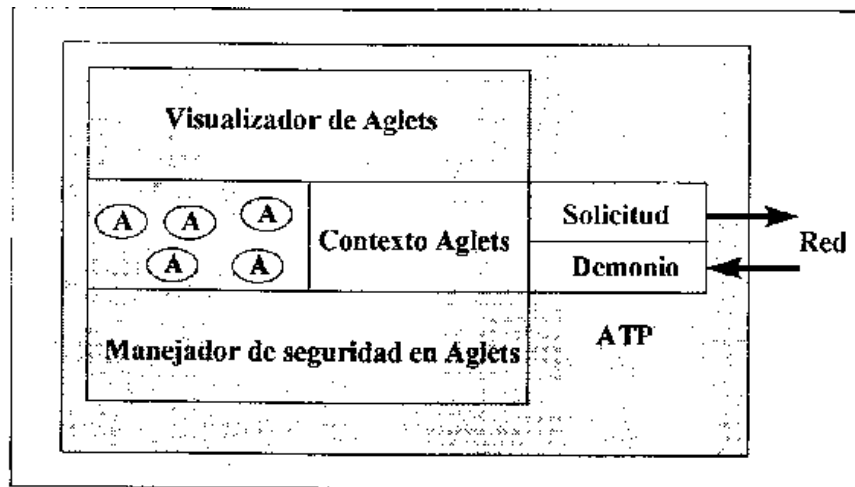 Visualizador de Aglets
A A A
Contexto Aglets
A A
Solicitud
Demonio
Red
Manejador de seguridad en Aglets
ATP